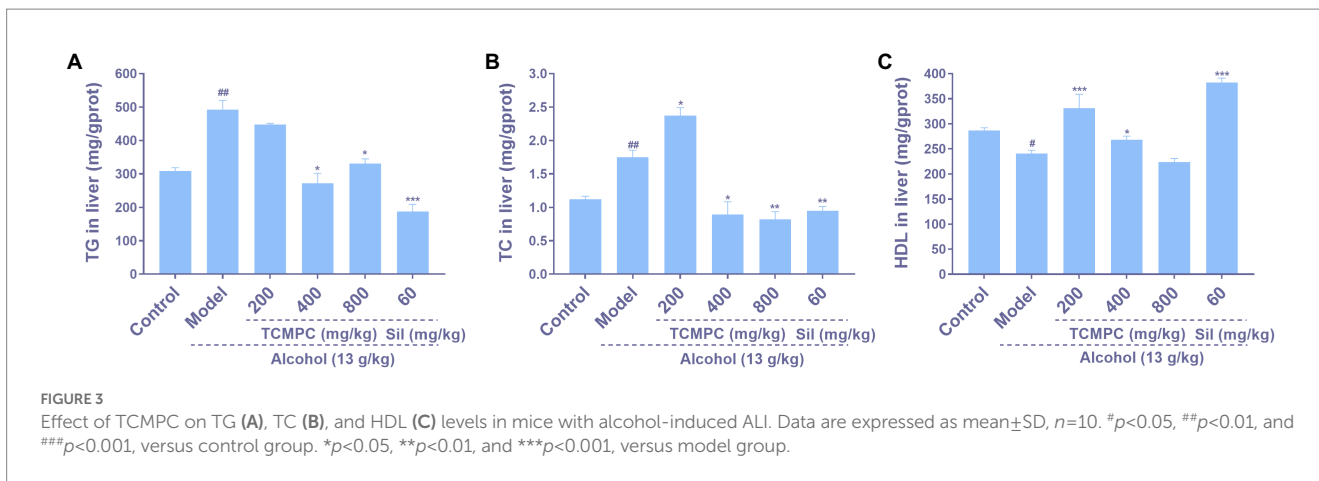 A
TG in liver (mg/gprot)
600
500
400
300
200
100
0
##
*
*
***
Control
Model
200
400
800
60
TCMPC (mg/kg)
Sil (mg/kg)
Alcohol (13 g/kg)
B
TC in liver (mg/gprot)
3.0
2.5
2.0
1.5
1.0
0.5
0.0
##
*
*
**
**
Control
Model
200
400
800
60
TCMPC (mg/kg)
Sil (mg/kg)
Alcohol (13 g/kg)
C
HDL in liver (mg/gprot)
400
350
300
250
200
250
100
50
0
#
***
*
***
Control
Model
200
400
800
60
TCMPC (mg/kg)
Sil (mg/kg)
Alcohol (13 g/kg)
FIGURE 3
Effect of TCMPC on TG (A), TC (B), and HDL (C) levels in mice with alcohol-induced ALI. Data are expressed as mean±SD, n=10. #p<0.05, ##p<0.01, and
###p<0.001, versus control group. *p<0.05, **p<0.01, and ***p<0.001, versus model group.